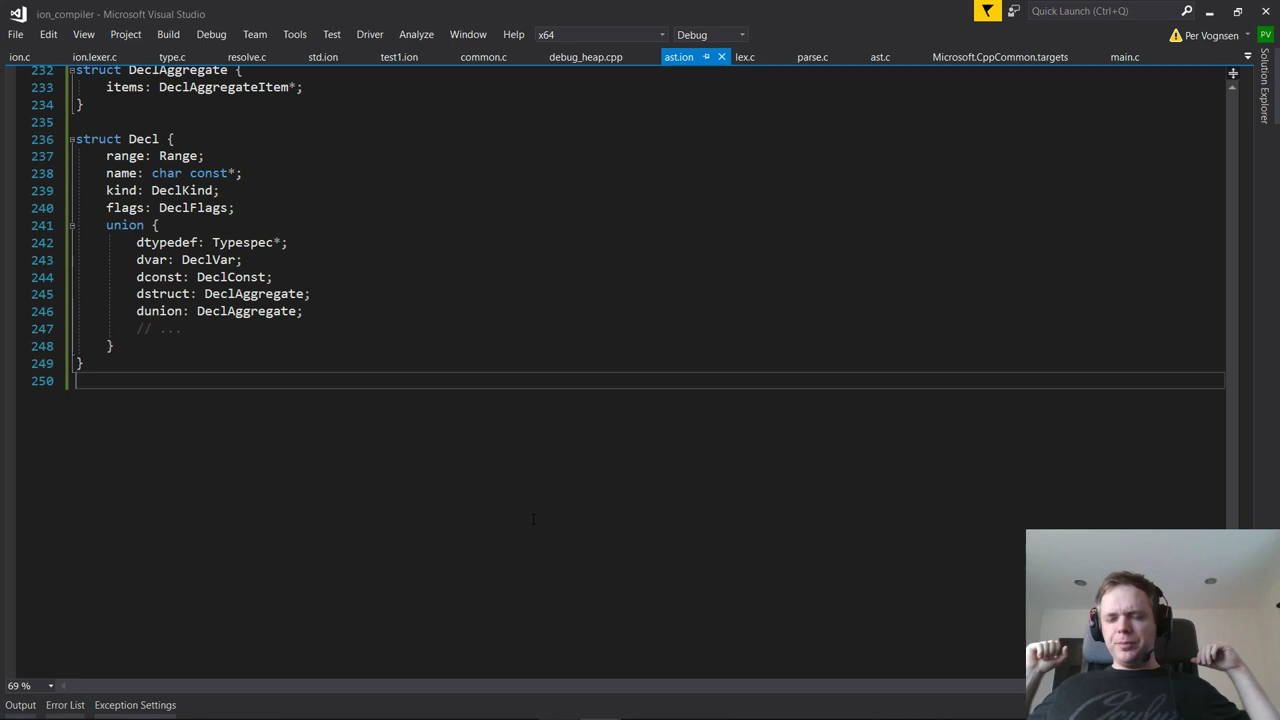 ion_compiler - Microsoft Visual Studio
Quick Launch (Ctrl+Q)
File Edit View Project Build Debug Team Tools Test Driver Analyze Window Help x64 Debug
Per Vognsen PV
ion.c ion.lexer.c type.c resolve.c std.ion test1.ion common.c debug_heap.cpp ast.ion lex.c parse.c ast.c Microsoft.CppCommon.targets main.c
Solution Explorer
232 struct DeclAggregate {
233 items: DeclAggregateItem*;
234 }
235
236 struct Decl {
237 range: Range;
238 name: char const*;
239 kind: DeclKind;
240 flags: DeclFlags;
241 union {
242 dtypedef: Typespec*;
243 dvar: DeclVar;
244 dconst: DeclConst;
245 dstruct: DeclAggregate;
246 dunion: DeclAggregate;
247 // ...
248 }
249 }
250
69 %
Output Error List Exception Settings